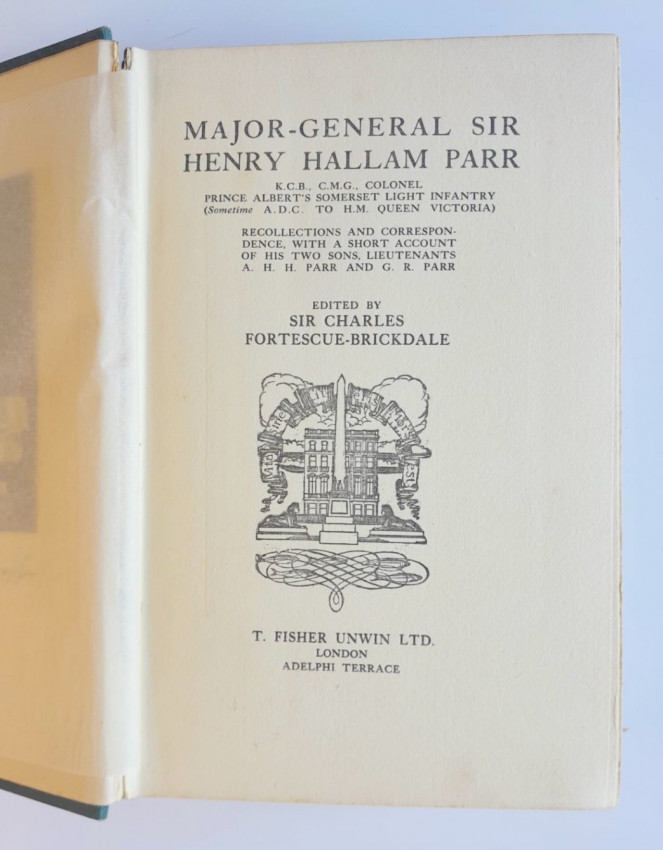 MAJOR-GENERAL SIR
HENRY HALLAM PARR
K.C.B., C.M.G., COLONEL
PRINCE ALBERT'S SOMERSET LIGHT INFANTRY
(Sometime A.D.C. TO H.M. QUEEN VICTORIA)
RECOLLECTIONS AND CORRESPON-
DENCE, WITH A SHORT ACCOUNT
OF HIS TWO SONS, LIEUTENANTS
A. H. H. PARR AND G. R. PARR
EDITED BY
SIR CHARLES
FORTESCUE-BRICKDALE
T. FISHER UNWIN LTD.
LONDON
ADELPHI TERRACE